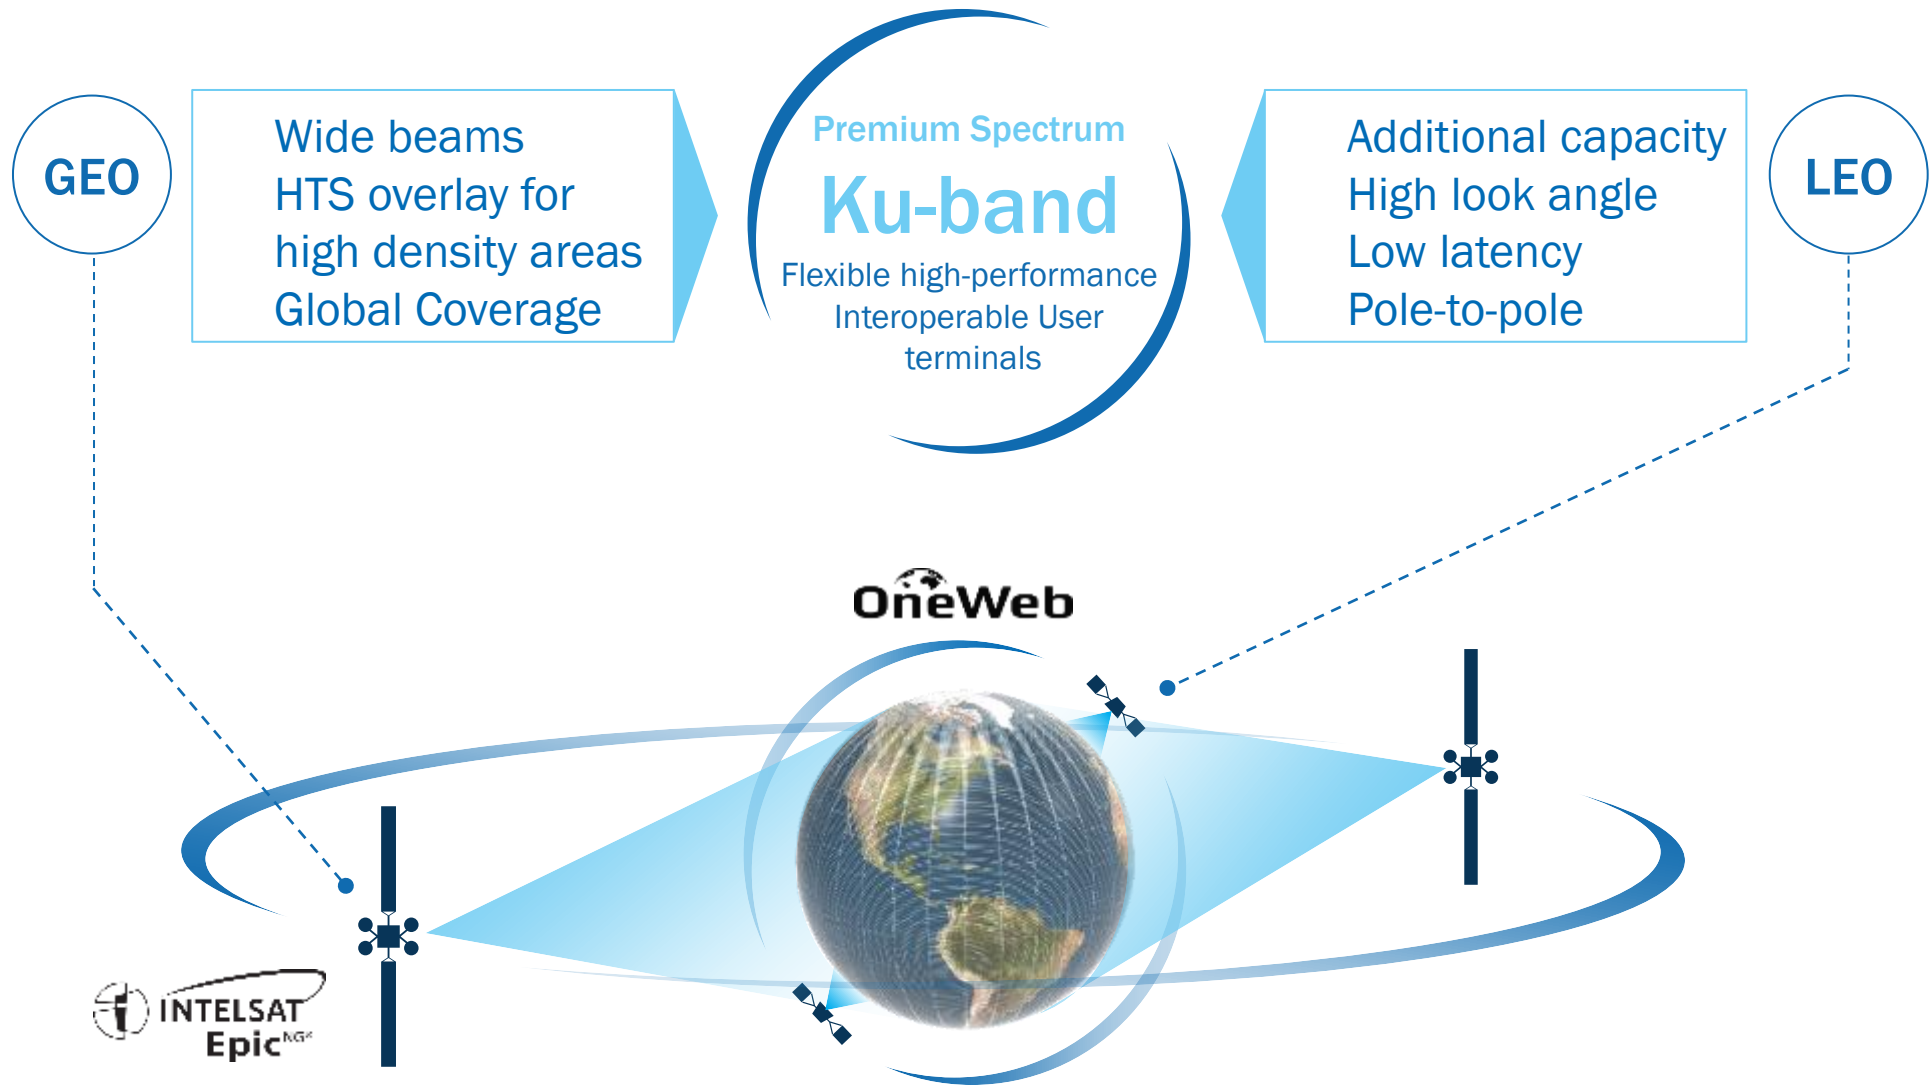 GEO
Wide beams
HTS overlay for
high density areas
Global Coverage
Premium Spectrum
Ku-band
Flexible high-performance
Interoperable User
terminals
Additional capacity
High look angle
Low latency
Pole-to-pole
LEO
OneWeb
INTELSAT
Epic